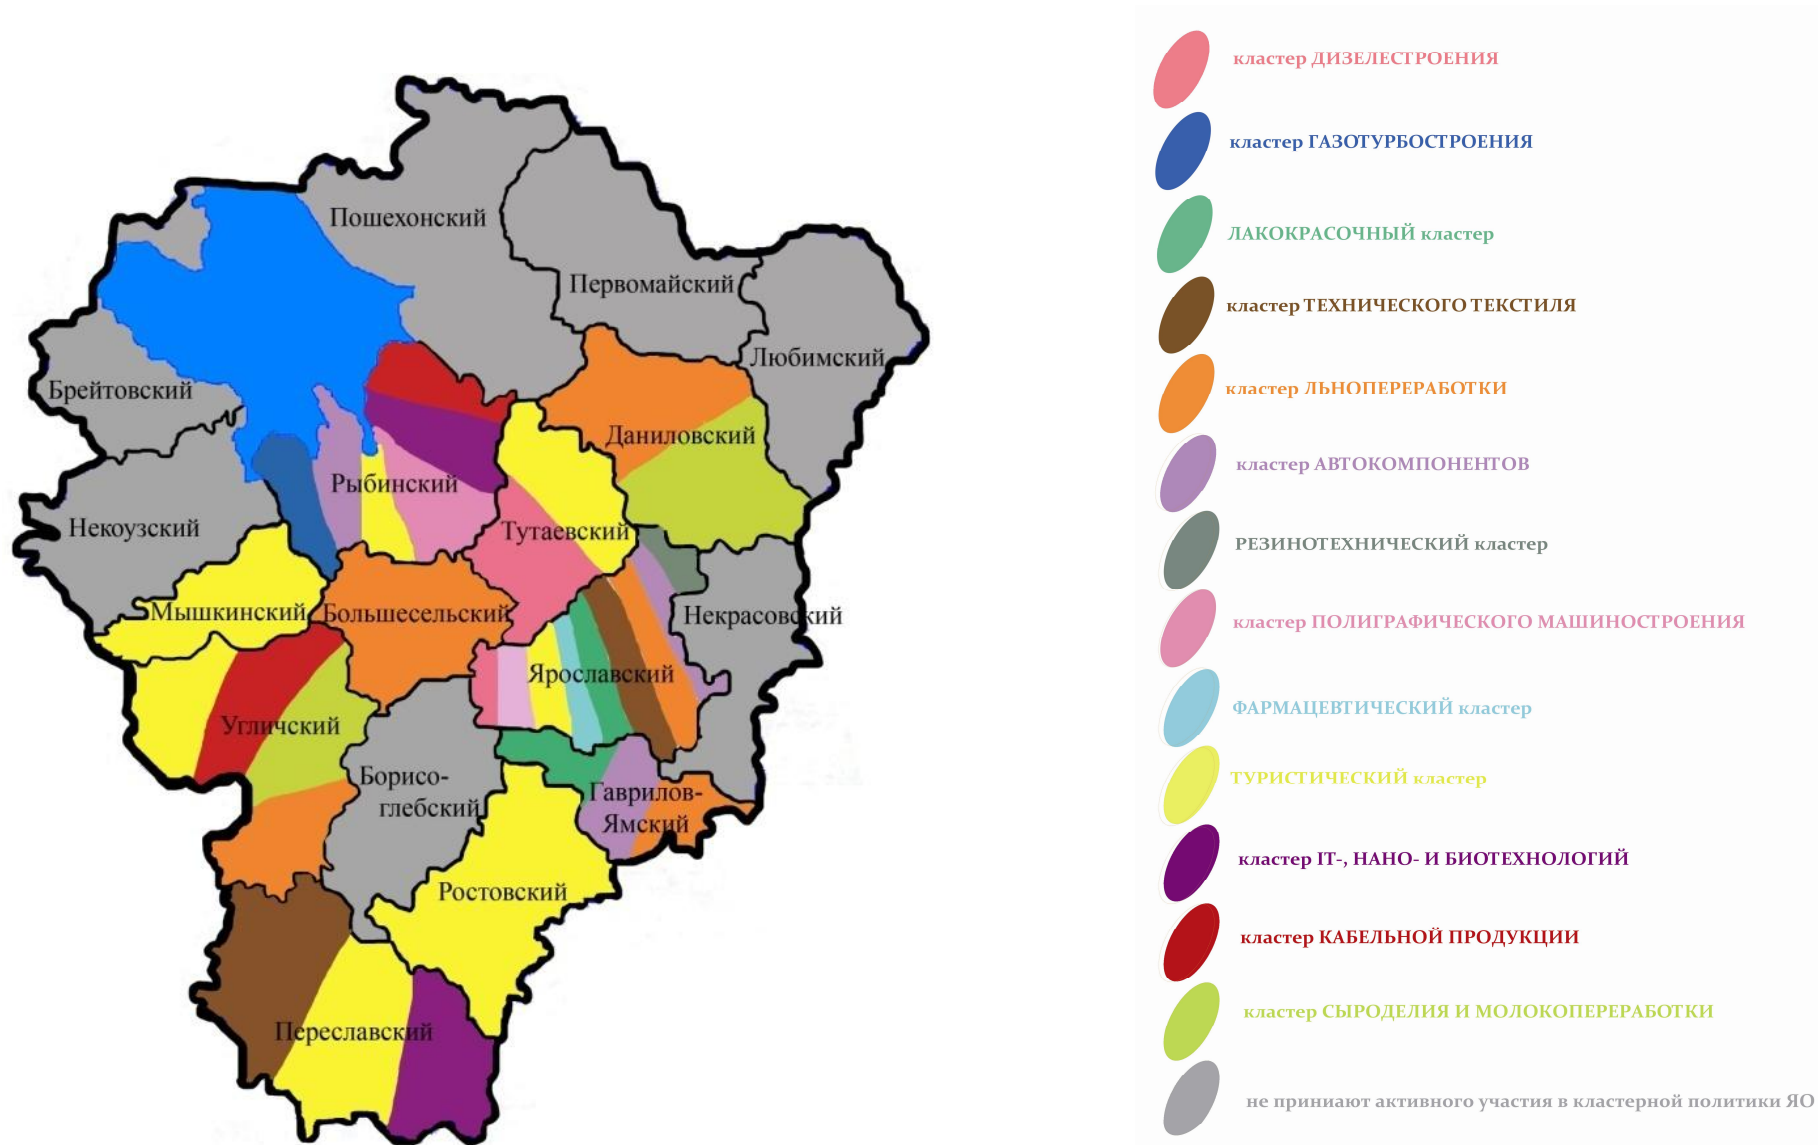 Пошехонский
Первомайский
Любимский
Брейтовский
Даниловский
Рыбинский
Некоузский
Тутаевский
Мышкинский
Большесельский
Некрасовский
Ярославский
Угличский
Борисо-
глебский
Гаврилов-
Ямский
Ростовский
Переславский
кластер ДИЗЕЛЕСТРОЕНИЯ
кластер ГАЗОТУРБОСТРОЕНИЯ
ЛАКОКРАСОЧНЫЙ кластер
кластер ТЕХНИЧЕСКОГО ТЕКСТИЛЯ
кластер ЛЬНОПЕРЕРАБОТКИ
кластер АВТОКОМПОНЕНТОВ
РЕЗИНОТЕХНИЧЕСКИЙ кластер
кластер ПОЛИГРАФИЧЕСКОГО МАШИНОСТРОЕНИЯ
ФАРМАЦЕВТИЧЕСКИЙ кластер
ТУРИСТИЧЕСКИЙ кластер
кластер IT-, НАНО- И БИОТЕХНОЛОГИЙ
кластер КАБЕЛЬНОЙ ПРОДУКЦИИ
кластер СЫРОДЕЛИЯ И МОЛОКОПЕРЕРАБОТКИ
не приниают активного участия в кластерной политики ЯО